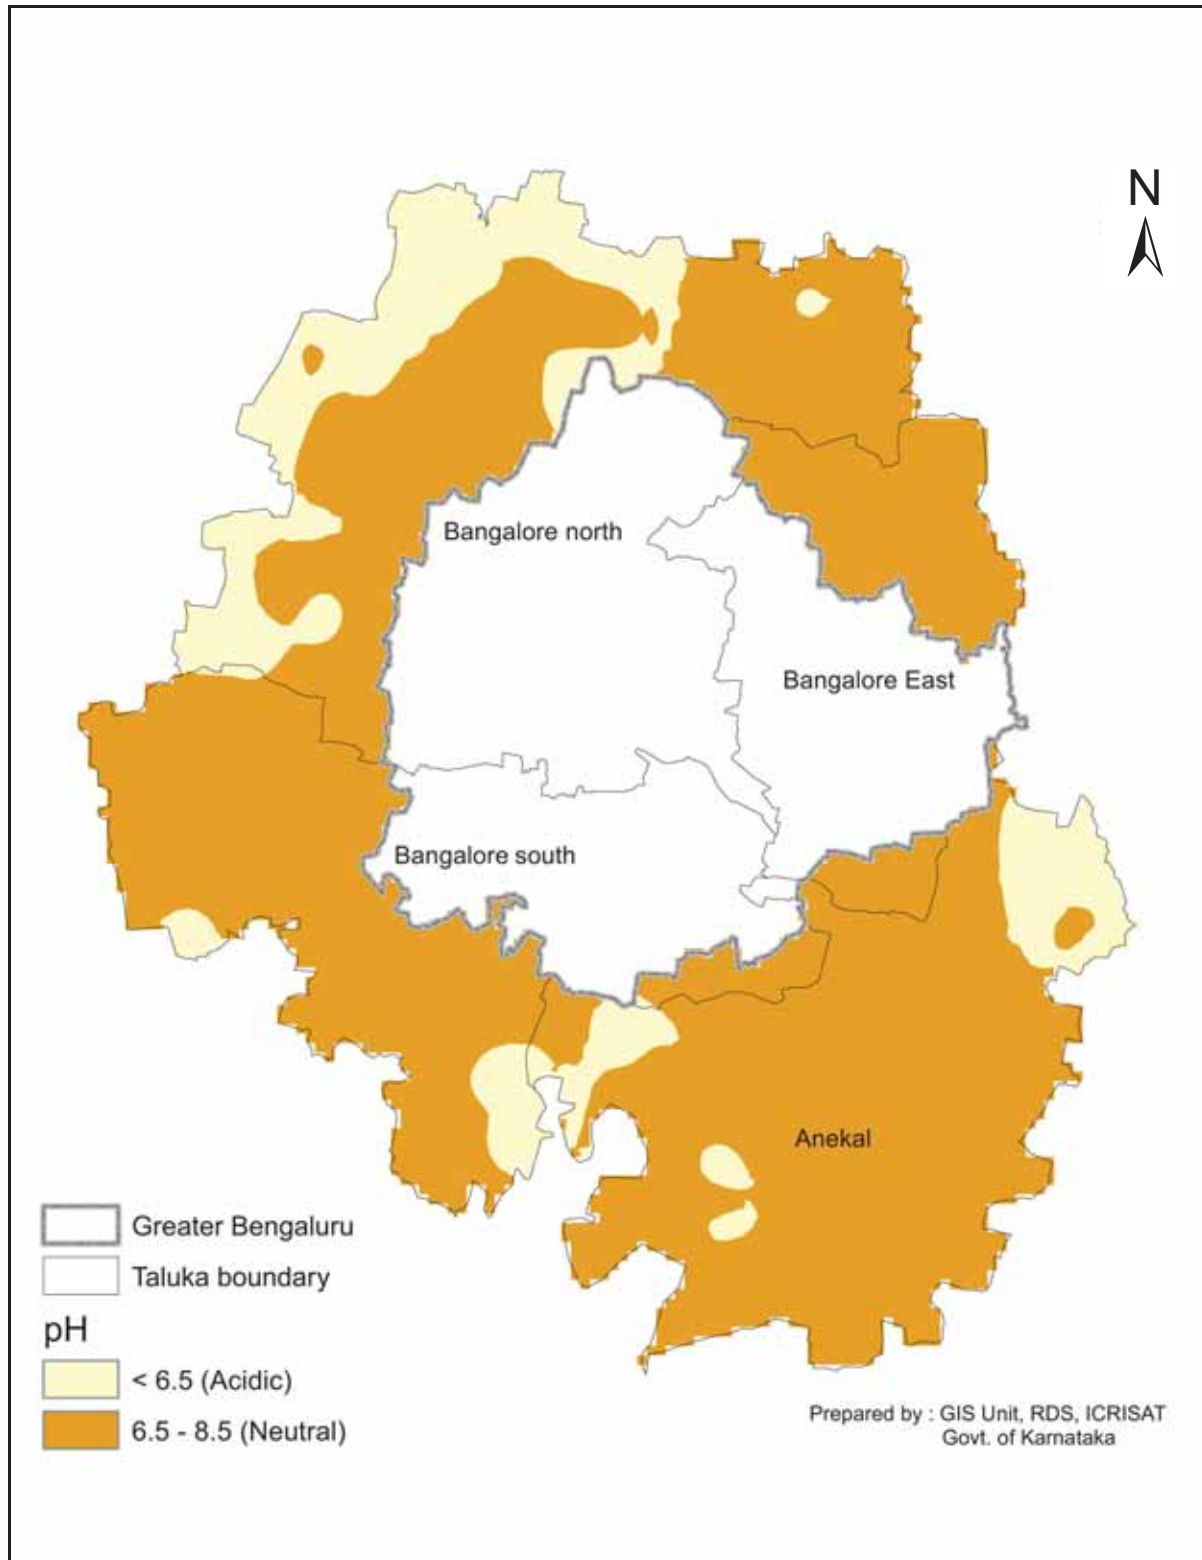 N
Bangalore north
Bangalore East
Bangalore south
Anekal
Greater Bengaluru
Taluka boundary
pH
< 6.5 (Acidic)
6.5 - 8.5 (Neutral)
Prepared by : GIS Unit, RDS, ICRISAT
Govt. of Karnataka